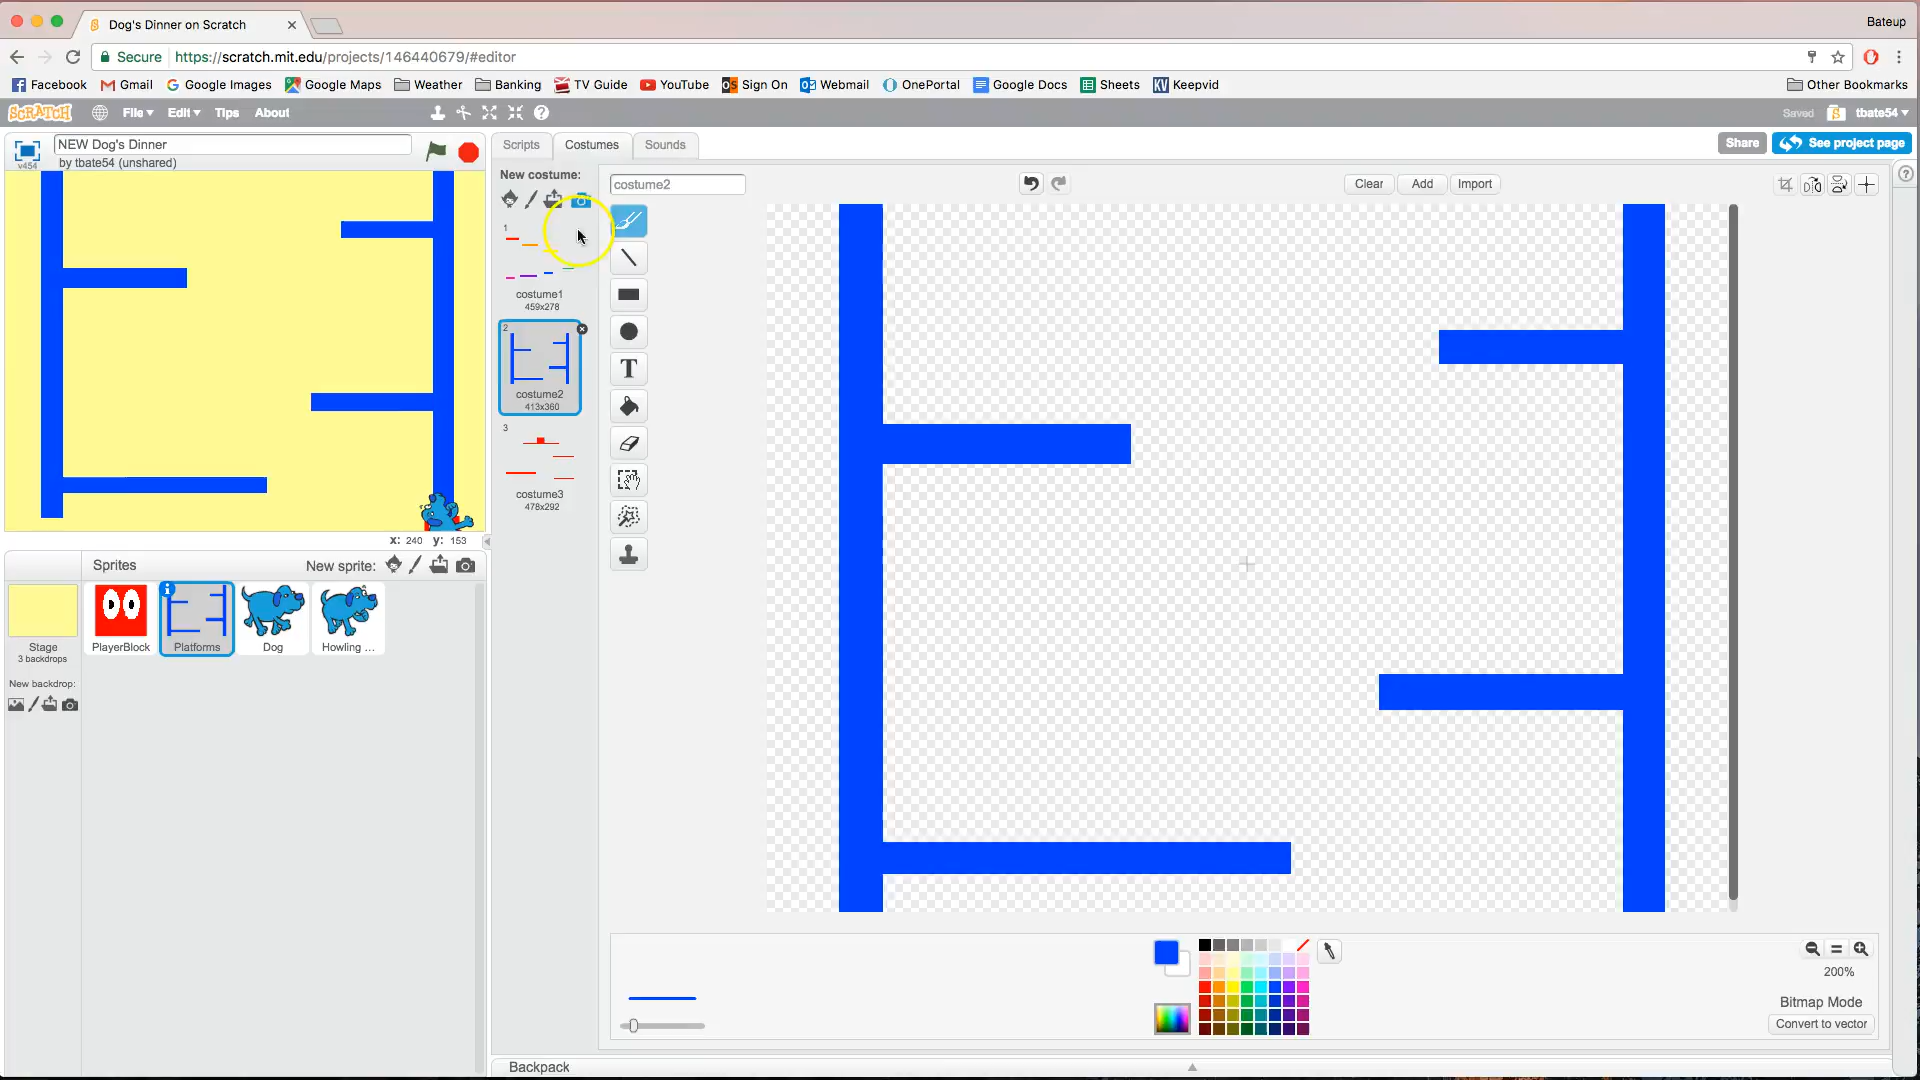 Dog's Dinner on Scratch
Bateup
Secure https://scratch.mit.edu/projects/146440679/#editor
Facebook Gmail Google Images Google Maps Weather Banking TV Guide YouTube Sign On Webmail OnePortal Google Docs Sheets Keepvid Other Bookmarks
SCRATCH File Edit Tips About Saved tbate54
NEW Dog's Dinner
by tbate54 (unshared)
v454
Scripts Costumes Sounds
Share See project page
New costume:
costume2
Clear Add Import
1
costume1
459x278
2
costume2
413x360
3
costume3
478x292
T
x: 240 y: 153
Sprites New sprite:
Stage
3 backdrops
New backdrop:
PlayerBlock
Platforms
Dog
Howling ...
200%
Bitmap Mode
Convert to vector
Backpack